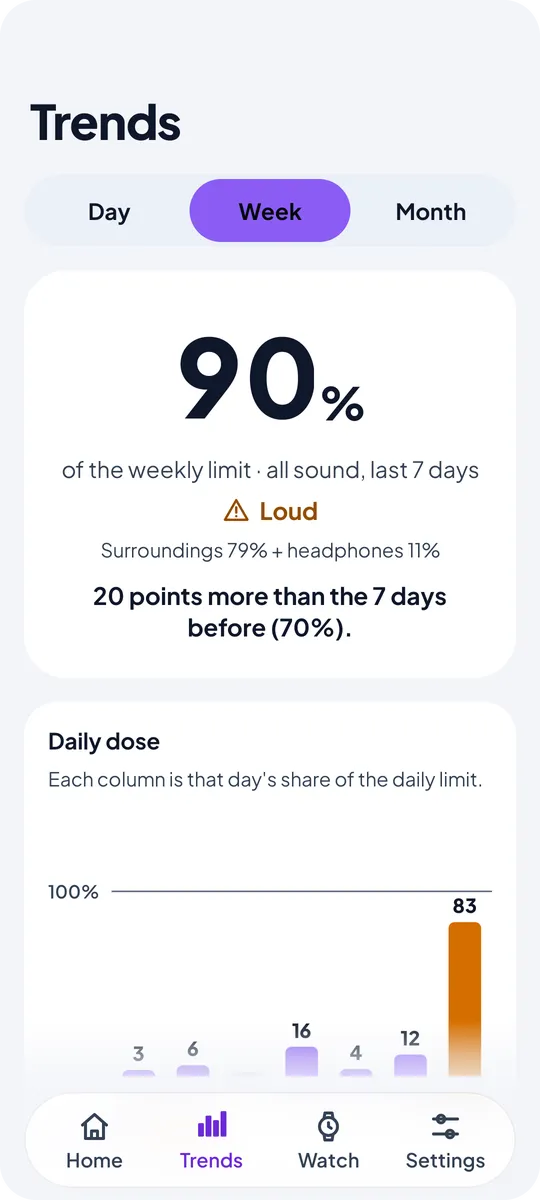 Trends
Day Week Month
90%
of the weekly limit · all sound, last 7 days
Loud
Surroundings 79% + headphones 11%
20 points more than the 7 days
before (70%).
Daily dose
Each column is that day's share of the daily limit.
100%
83
16
12
3 6 4
Home Trends Watch Settings